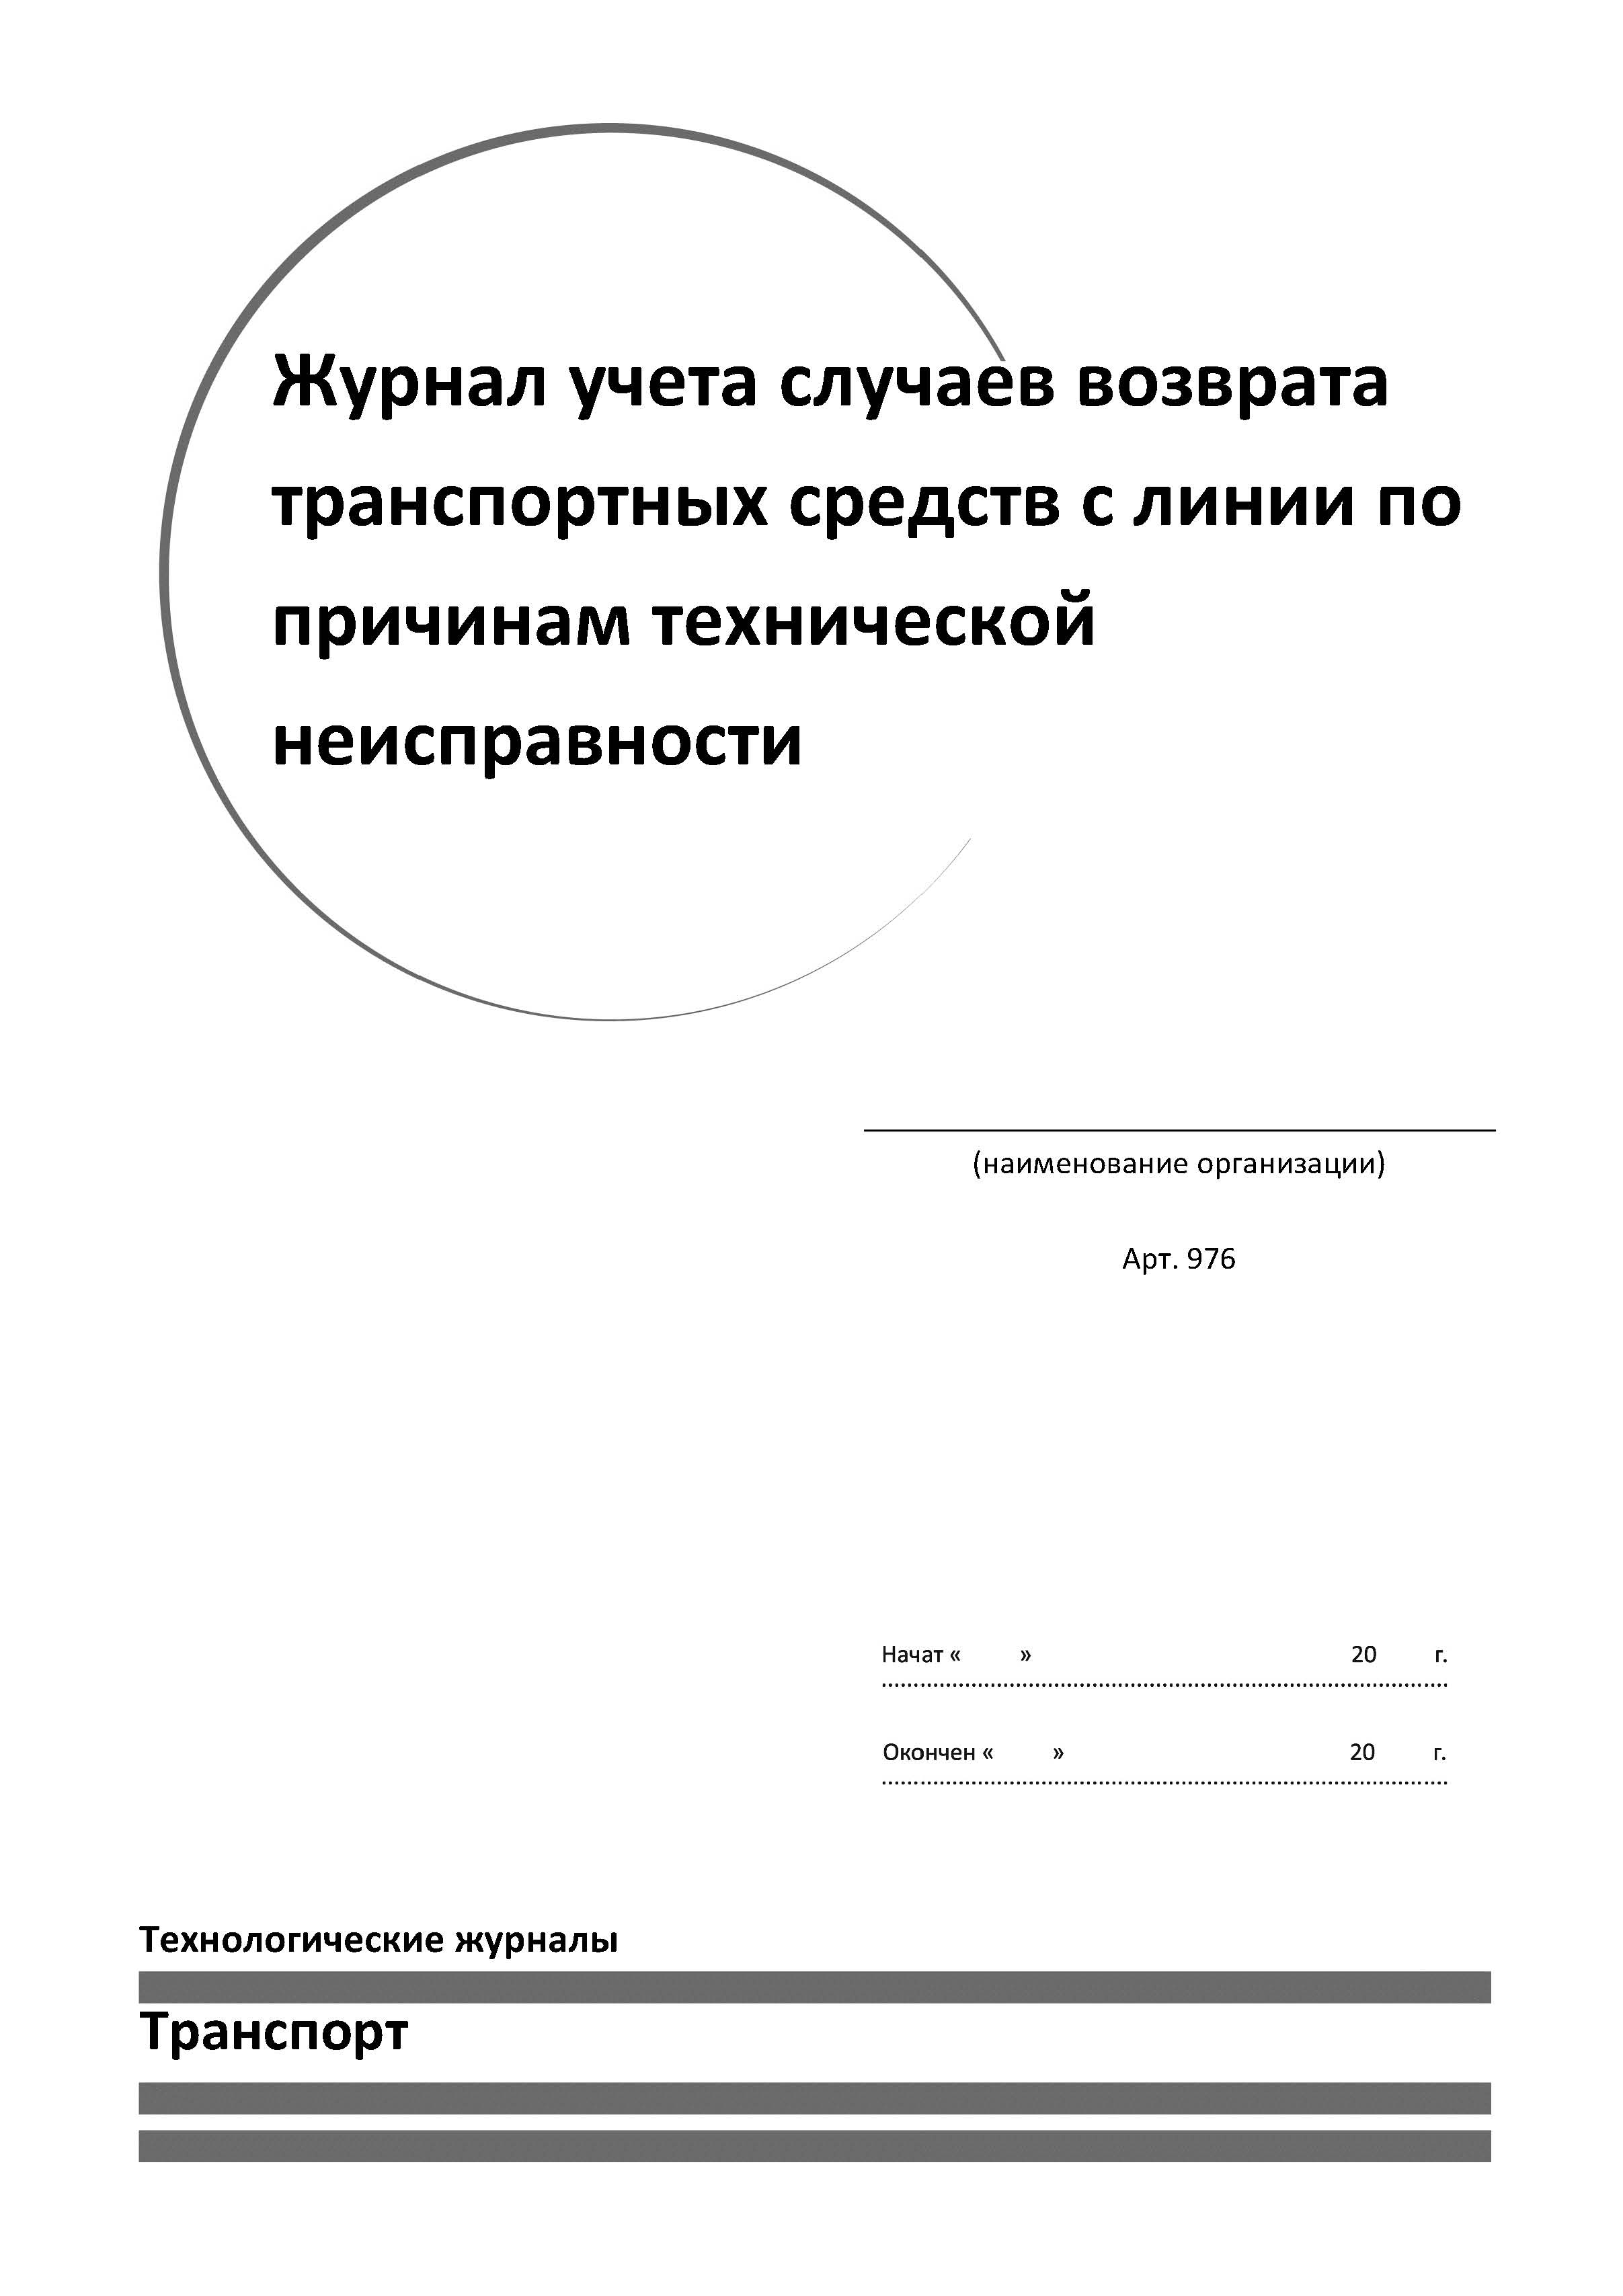 Журнал учета случаев возврата
транспортных средств с линии по
причинам технической
неисправности
(наименование организации)
Арт. 976
Начат « » 20 г.
Окончен « » 20 г.
Технологические журналы
Транспорт